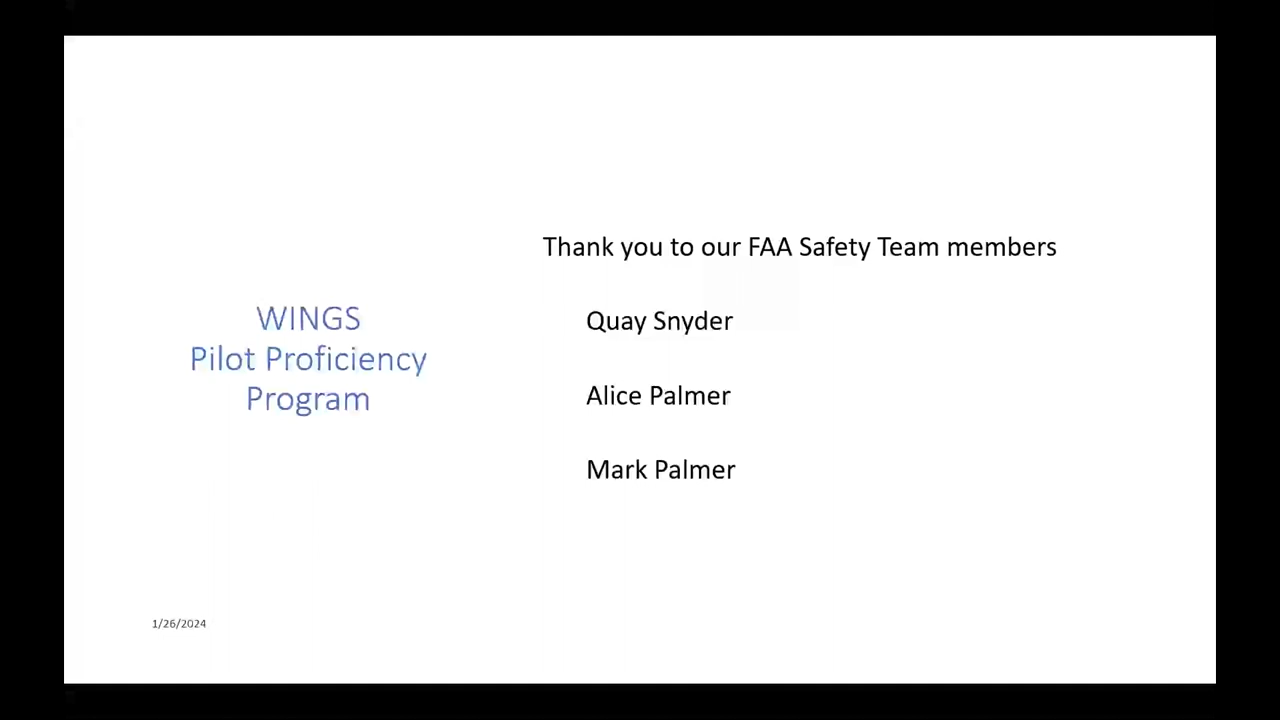 WINGS
Pilot Proficiency
Program
Thank you to our FAA Safety Team members
Quay Snyder
Alice Palmer
Mark Palmer
1/26/2024